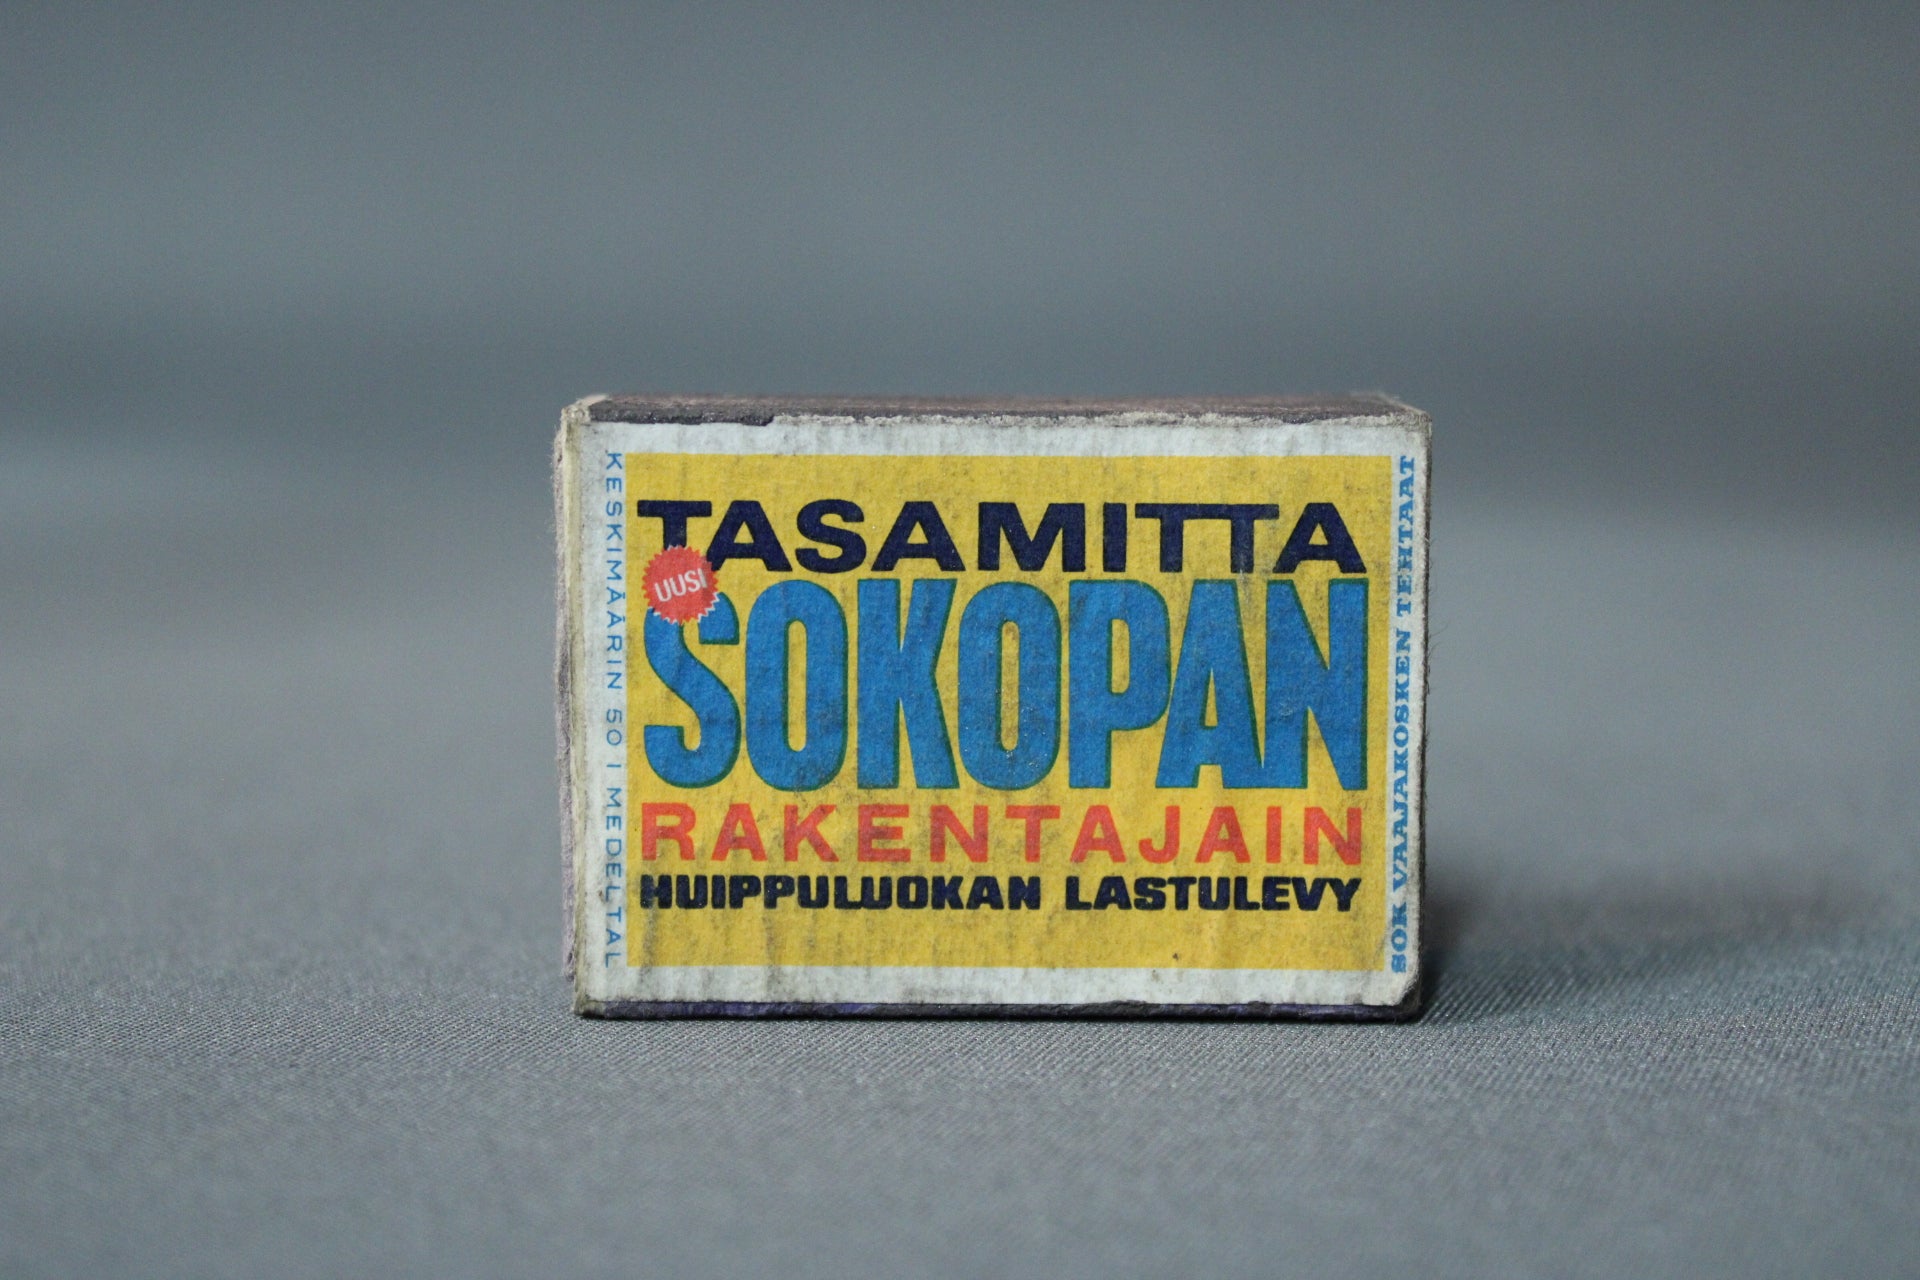 TASAMITTA
UUSI
SOKOPAN
RAKENTAJAIN
HUIPPULUOKAN LASTULEVY
KESKIMÄÄRIN 50 I MEDELTAL
SOK VAAJAKOSKEN TEHTAAT